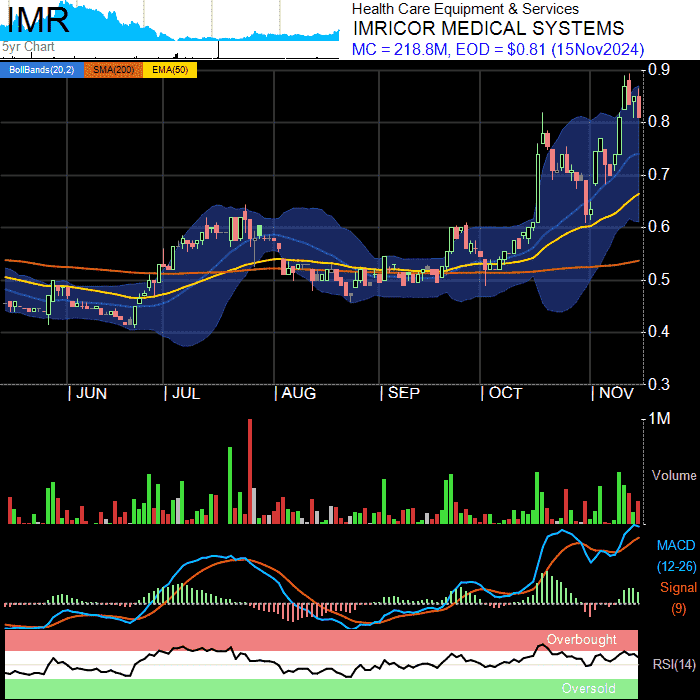 IMR
5yr Chart
Health Care Equipment & Services
IMRICOR MEDICAL SYSTEMS
MC = 218.8M, EOD = $0.81 (15Nov2024)
BollBands(20,2) SMA(200) EMA(50)
0.9
0.8
0.7
0.6
0.5
0.4
0.3
JUN JUL AUG SEP OCT NOV
1M
Volume
MACD
(12-26)
Signal
(9)
Overbought
RSI(14)
Oversold